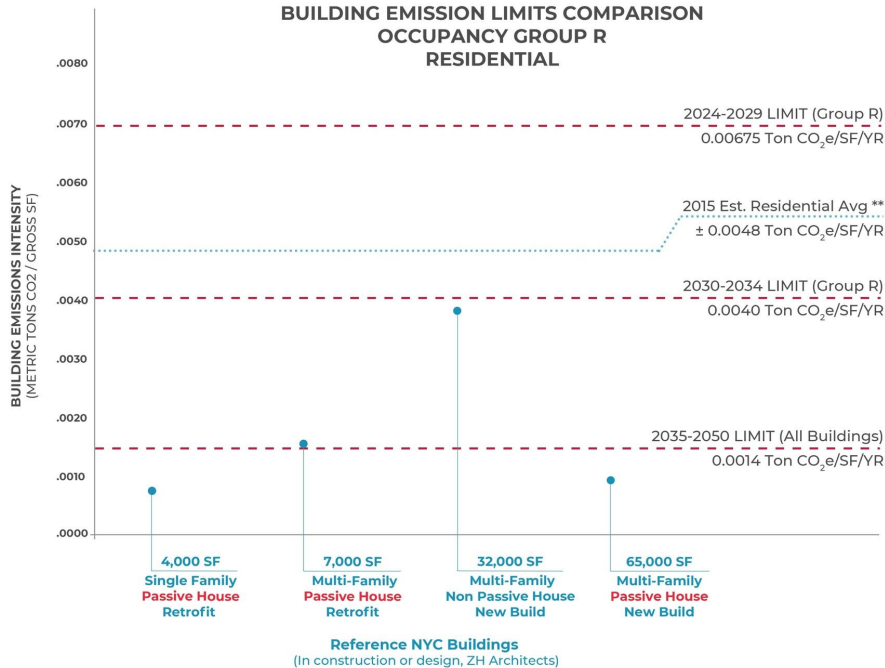 BUILDING EMISSION LIMITS COMPARISON
OCCUPANCY GROUP R
RESIDENTIAL
BUILDING EMISSIONS INTENSITY
(METRIC TONS CO2 / GROSS SF)
.0080
.0070
.0060
.0050
.0040
.0030
.0020
.0010
.0000
2024-2029 LIMIT (Group R)
0.00675 Ton CO₂e/SF/YR
2015 Est. Residential Avg **
± 0.0048 Ton CO₂e/SF/YR
2030-2034 LIMIT (Group R)
0.0040 Ton CO₂e/SF/YR
2035-2050 LIMIT (All Buildings)
0.0014 Ton CO₂e/SF/YR
4,000 SF
Single Family
Passive House
Retrofit
7,000 SF
Multi-Family
Passive House
Retrofit
32,000 SF
Multi-Family
Non Passive House
New Build
65,000 SF
Multi-Family
Passive House
New Build
Reference NYC Buildings
(In construction or design, ZH Architects)